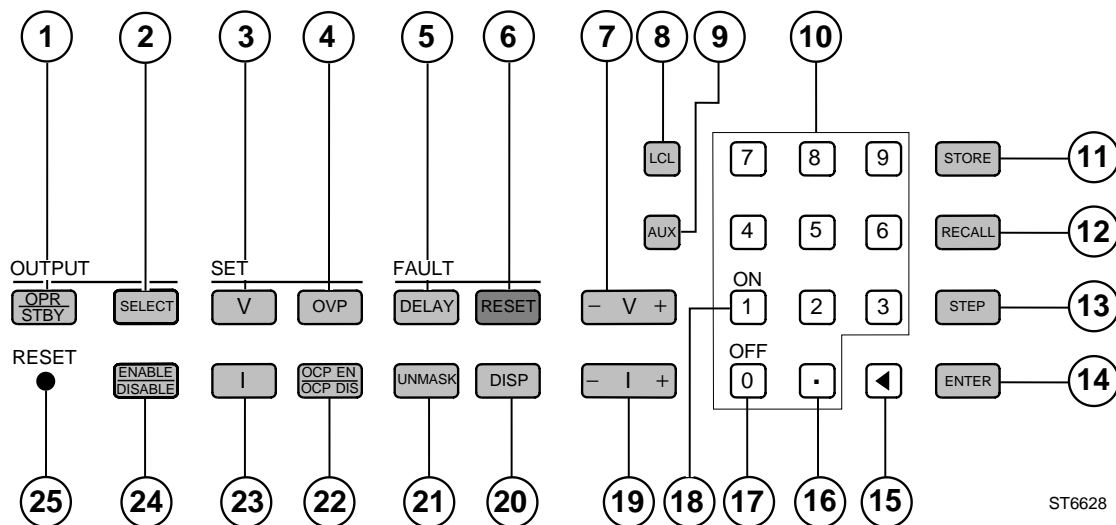 1 2 3 4 5 6 7 8 9 10
LCL 7 8 9 STORE 11
AUX 4 5 6 RECALL 12
OUTPUT SET FAULT ON
OPR
STBY SELECT V OVP DELAY RESET − V + 1 2 3 STEP 13
RESET OFF
ENABLE
DISABLE I OCP EN
OCP DIS UNMASK DISP − I + 0 . ◀ ENTER 14
25 24 23 22 21 20 19 18 17 16 15
ST6628